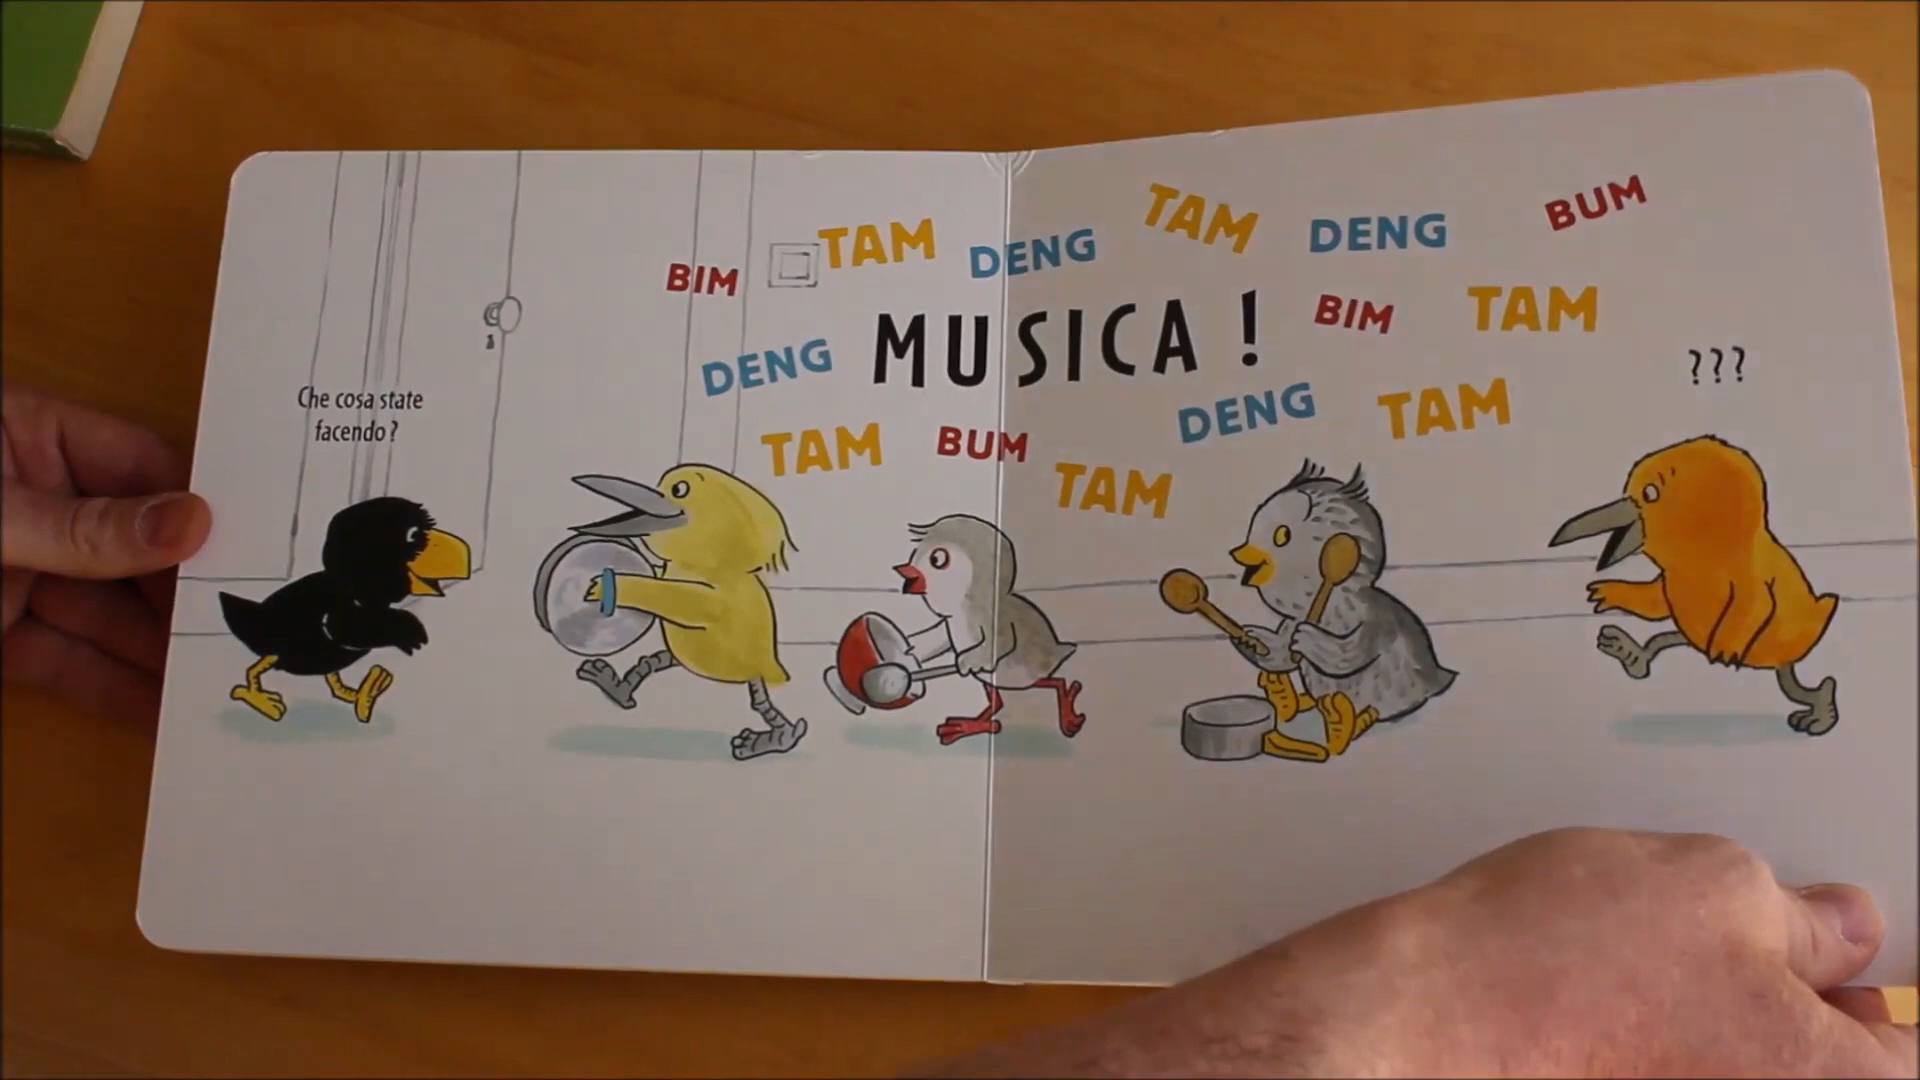 Che cosa state
facendo?
BIM TAM DENG TAM DENG BUM
DENG MUSICA! BIM TAM
TAM BUM TAM DENG TAM
???